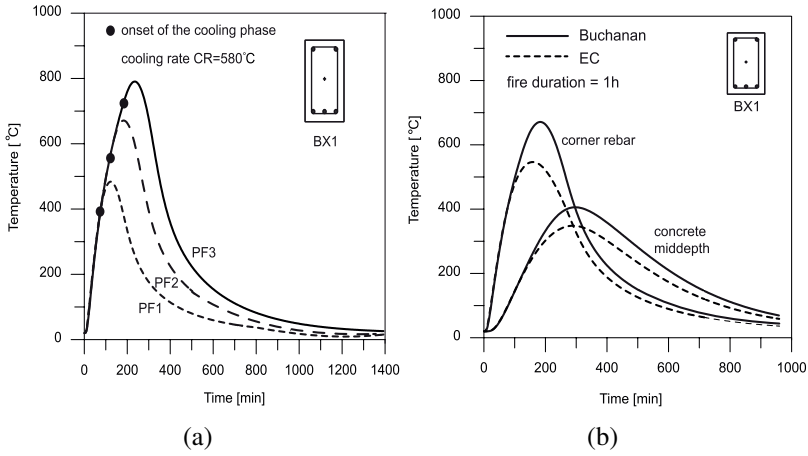 1000
800
600
400
200
0
Temperature [°C]
onset of the cooling phase
cooling rate CR=580°C
BX1
PF3
PF2
PF1
0 200 400 600 800 1000 1200 1400
Time [min]
(a)
1000
800
600
400
200
0
Temperature [°C]
Buchanan
EC
fire duration = 1h
BX1
corner rebar
concrete
middepth
0 200 400 600 800 1000
Time [min]
(b)